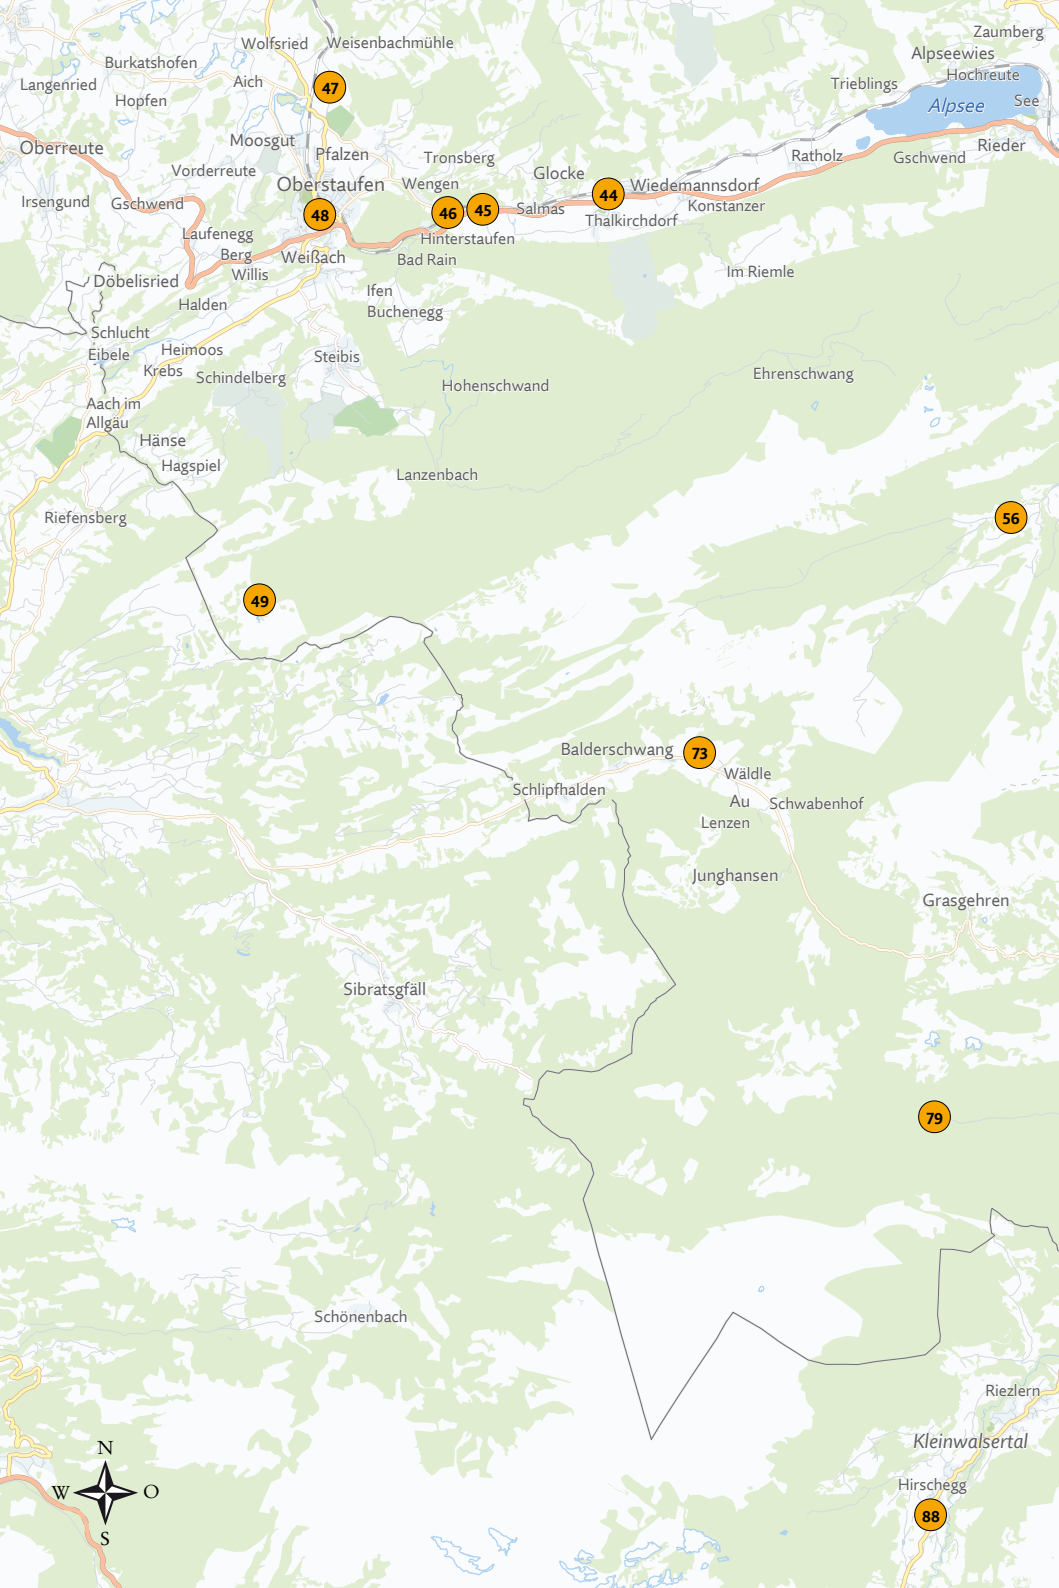 Zaumberg
Wolfsried
Weisenbachmühle
Alpseewies
Burkatshofen
Hochreute
Langenried
Aich
47
Trieblings
Hopfen
Alpsee
See
Moosgut
Oberreute
Pfalzen
Tronsberg
Ratholz
Gschwend
Rieder
Vorderreute
Glocke
Oberstaufen
Wengen
44
Wiedemannsdorf
Irsengund
Gschwend
48
46
45
Salmas
Konstanzer
Thalkirchdorf
Laufenegg
Hinterstaufen
Berg
Weißach
Bad Rain
Willis
Im Riemle
Döbelisried
Ifen
Halden
Buchenegg
Schlucht
Heimoos
Eibele
Steibis
Krebs
Schindelberg
Ehrenschwang
Hohenschwand
Aach im
Allgäu
Hänse
Hagspiel
Lanzenbach
Riefensberg
56
49
Balderschwang
73
Wäldle
Schlipfhalden
Au
Schwabenhof
Lenzen
Junghansen
Grasgehren
Sibratsgfäll
79
Schönenbach
Riezlern
Kleinwalsertal
N
Hirschegg
W
O
88
S